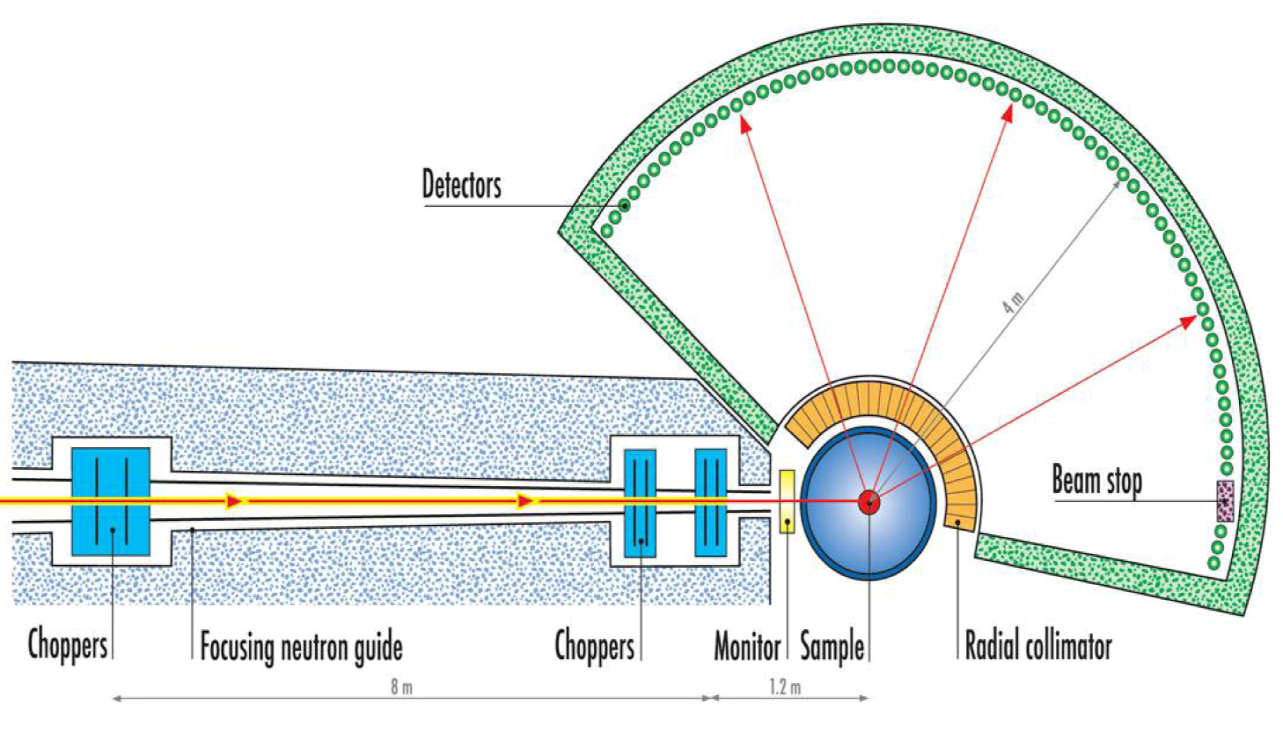 Detectors
4 m
Beam stop
Choppers
Focusing neutron guide
Choppers
Monitor
Sample
Radial collimator
8 m
1.2 m